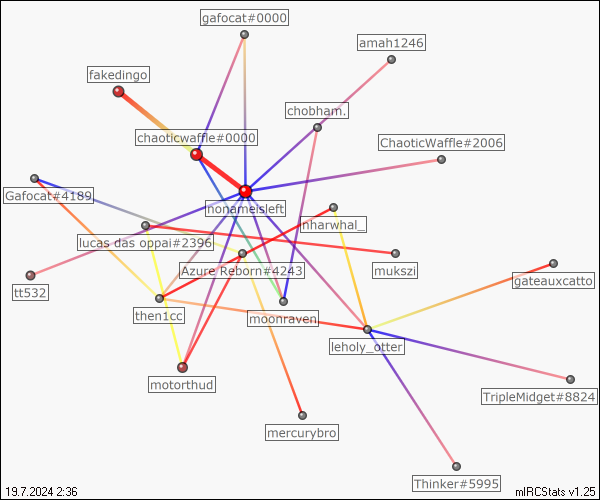 gafocat#0000
amah1246
fakedingo
chobham.
chaoticwaffle#0000
ChaoticWaffle#2006
Gafocat#4189
nonameisleft
nharwhal_
lucas das oppai#2396
Azure Reborn#4243
mukszi
gateauxcatto
tt532
then1cc
moonraven
leholy_otter
motorthud
TripleMidget#8824
mercurybro
Thinker#5995
19.7.2024 2:36
mIRCStats v1.25